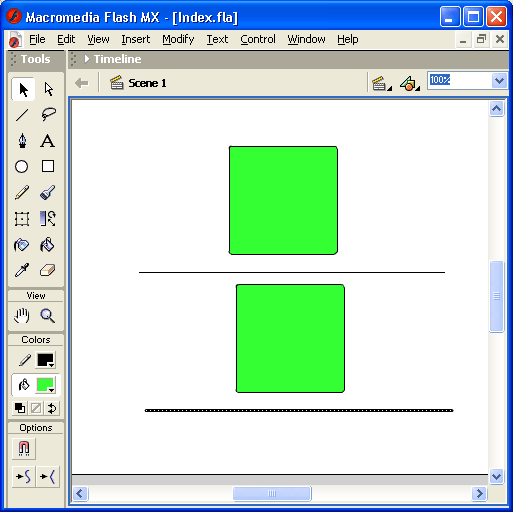 Macromedia Flash MX - [Index.fla]
File Edit View Insert Modify Text Control Window Help
Tools
Timeline
Scene 1
100%
A
View
Colors
Options